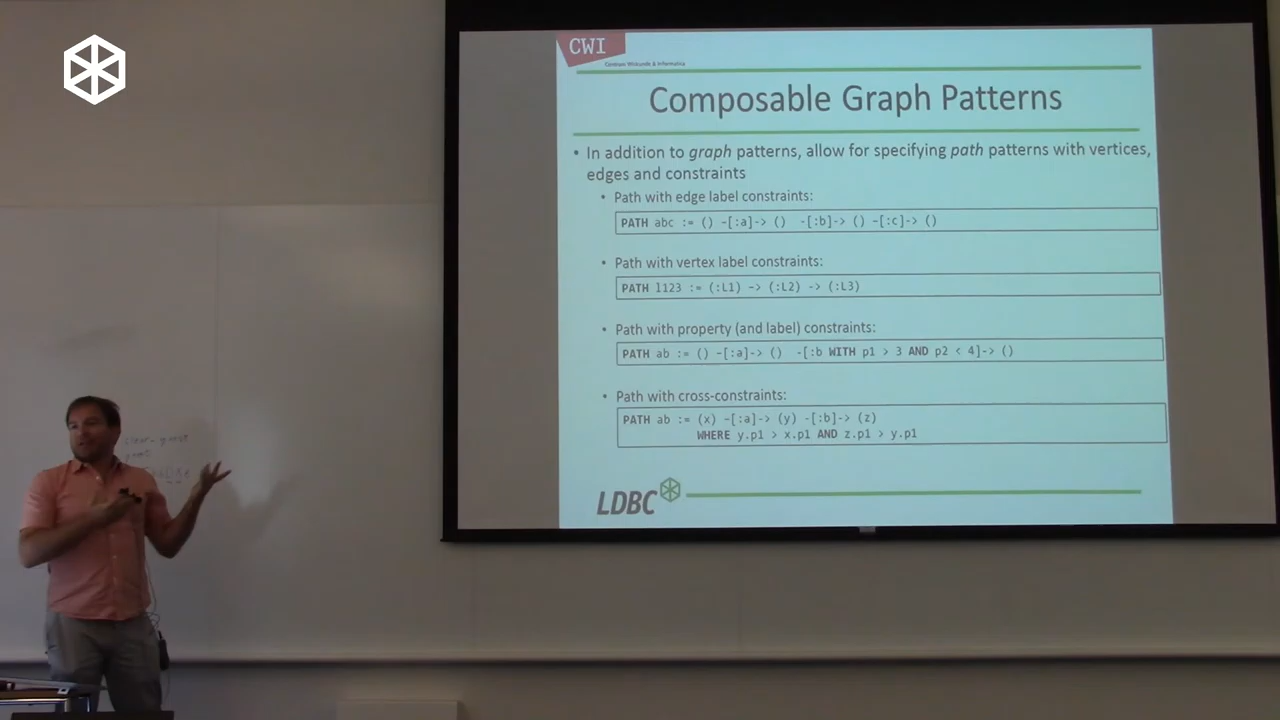 CWI
Centrum Wiskunde & Informatica
Composable Graph Patterns
• In addition to graph patterns, allow for specifying path patterns with vertices,
edges and constraints
• Path with edge label constraints:
PATH abc := () -[:a]-> () -[:b]-> () -[:c]-> ()
• Path with vertex label constraints:
PATH l123 := (:L1) -> (:L2) -> (:L3)
• Path with property (and label) constraints:
PATH ab := () -[:a]-> () -[:b WITH p1 > 3 AND p2 < 4]-> ()
• Path with cross-constraints:
PATH ab := (x) -[:a]-> (y) -[:b]-> (z)
WHERE y.p1 > x.p1 AND z.p1 > y.p1
LDBC